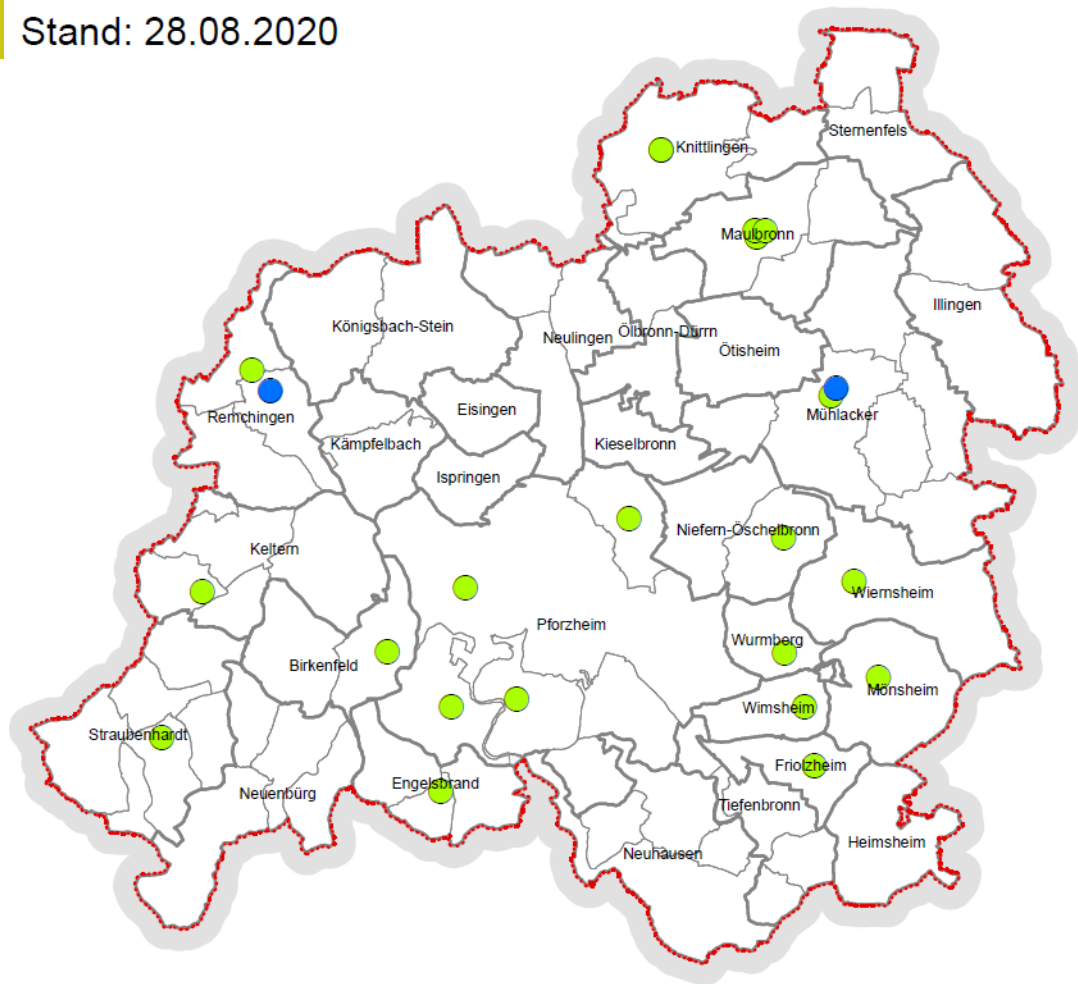 Stand: 28.08.2020
Sternenfels
Knittlingen
Maulbronn
Illingen
Königsbach-Stein
Neulingen
Ölbronn-Dürrn
Ötisheim
Eisingen
Remchingen
Mühlacker
Kämpfelbach
Kieselbronn
Ispringen
Niefern-Öschelbronn
Keltern
Wiernsheim
Pforzheim
Wurmberg
Birkenfeld
Mönsheim
Wimsheim
Straubenhardt
Friolzheim
Engelsbrand
Neuenbürg
Tiefenbronn
Heimsheim
Neuhausen